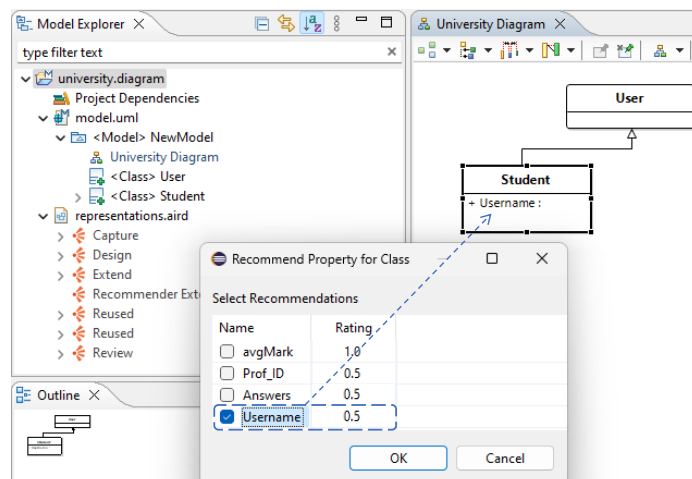 Model Explorer
type filter text
university.diagram
Project Dependencies
model.uml
<Model> NewModel
University Diagram
<Class> User
<Class> Student
representations.aird
Capture
Design
Extend
Recommender Ext
Reused
Reused
Review
Outline
University Diagram
User
Student
+ Username :
Recommend Property for Class
Select Recommendations
Name Rating
avgMark 1.0
Prof_ID 0.5
Answers 0.5
Username 0.5
OK Cancel